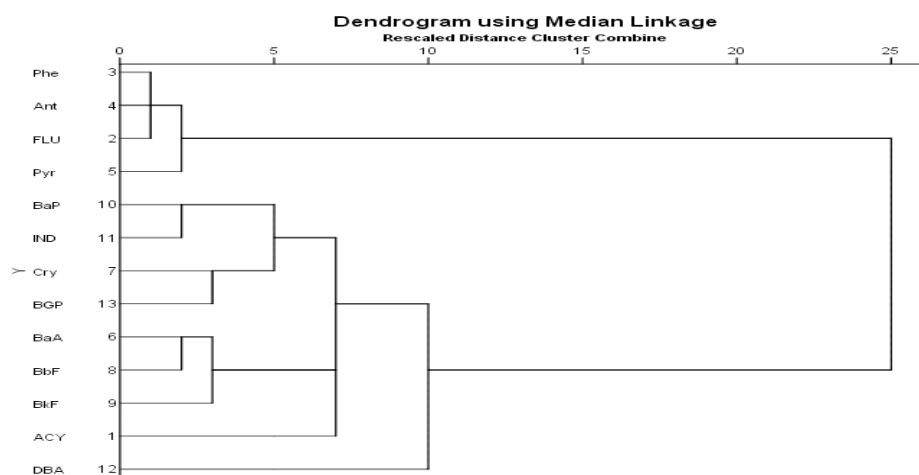 Dendrogram using Median Linkage
Rescaled Distance Cluster Combine
0 5 10 15 20 25
Phe 3
Ant 4
FLU 2
Pyr 5
BaP 10
IND 11
Y
Cry 7
BGP 13
BaA 6
BbF 8
BkF 9
ACY 1
DBA 12